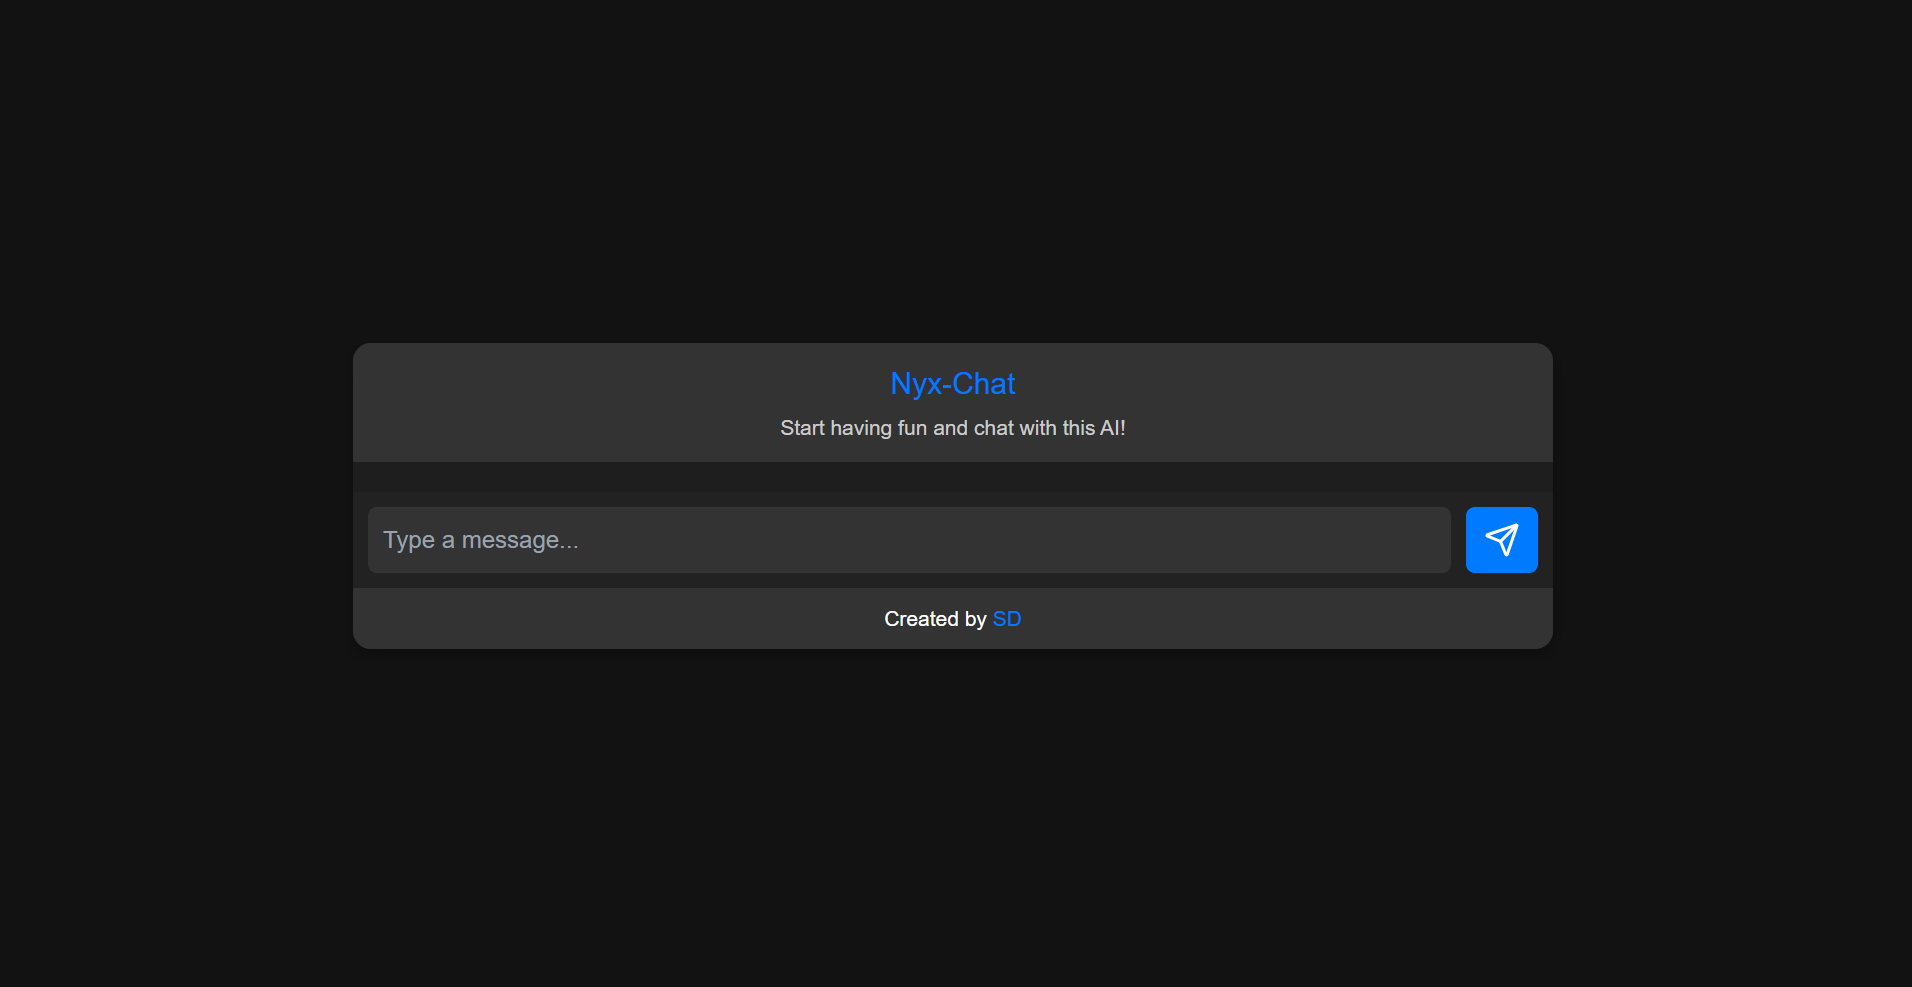 Nyx-Chat
Start having fun and chat with this AI!
Type a message...
Created by SD